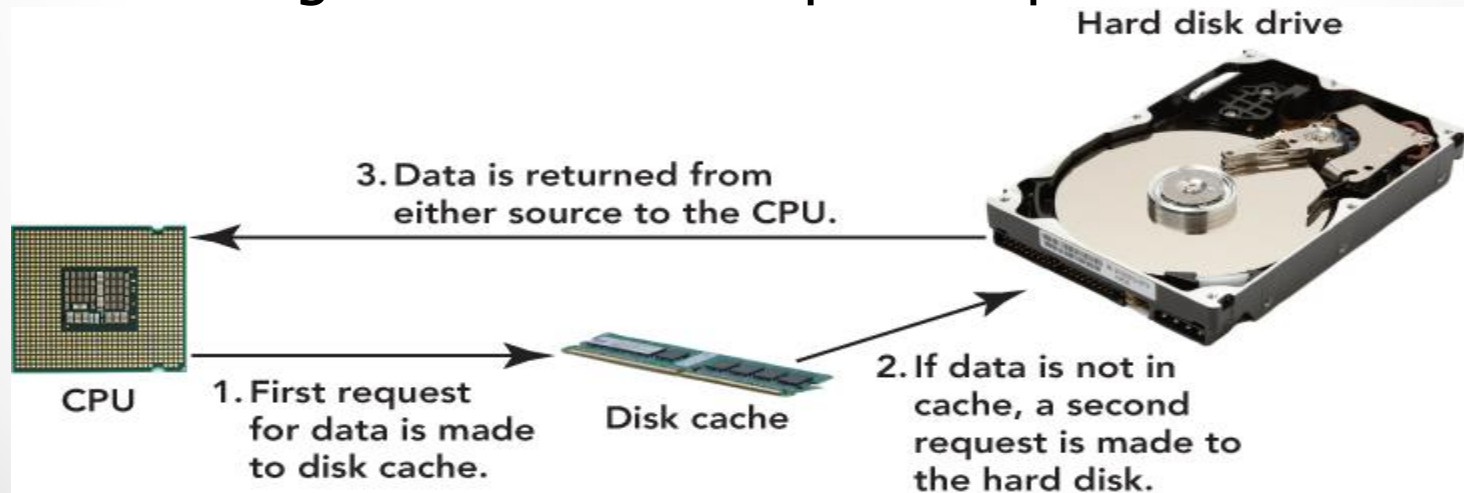 Hard disk drive
3. Data is returned from
either source to the CPU.
CPU
1. First request
for data is made
to disk cache.
Disk cache
2. If data is not in
cache, a second
request is made to
the hard disk.